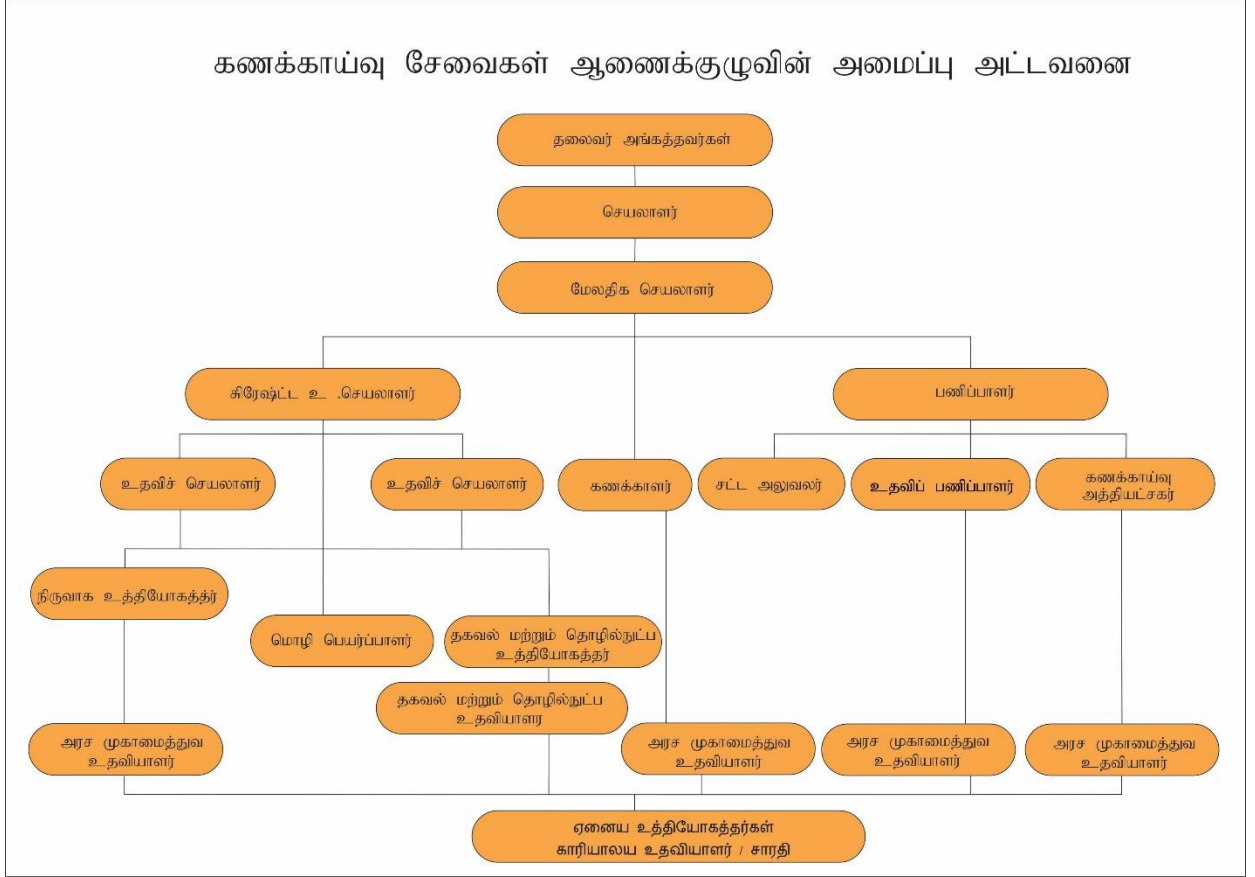 கணக்காய்வு சேவைகள் ஆணைக்குழுவின் அமைப்பு அட்டவனை
தலைவர் அங்கத்தவர்கள்
செயலாளர்
மேலதிக செயலாளர்
சிரேஷ்ட்ட உ .செயலாளர்
பணிப்பாளர்
உதவிச் செயலாளர்
உதவிச் செயலாளர்
கணக்காளர்
சட்ட அலுவலர்
உதவிப் பணிப்பாளர்
கணக்காய்வு
அத்தியட்சகர்
நிருவாக உத்தியோகத்த்ர்
மொழி பெயர்ப்பாளர்
தகவல் மற்றும் தொழில்நுட்ப
உத்தியோகத்தர்
தகவல் மற்றும் தொழில்நுட்ப
உதவியாளர
அரச முகாமைத்துவ
உதவியாளர்
அரச முகாமைத்துவ
உதவியாளர்
அரச முகாமைத்துவ
உதவியாளர்
அரச முகாமைத்துவ
உதவியாளர்
ஏனைய உத்தியோகத்தர்கள்
காரியாலய உதவியாளர் / சாரதி